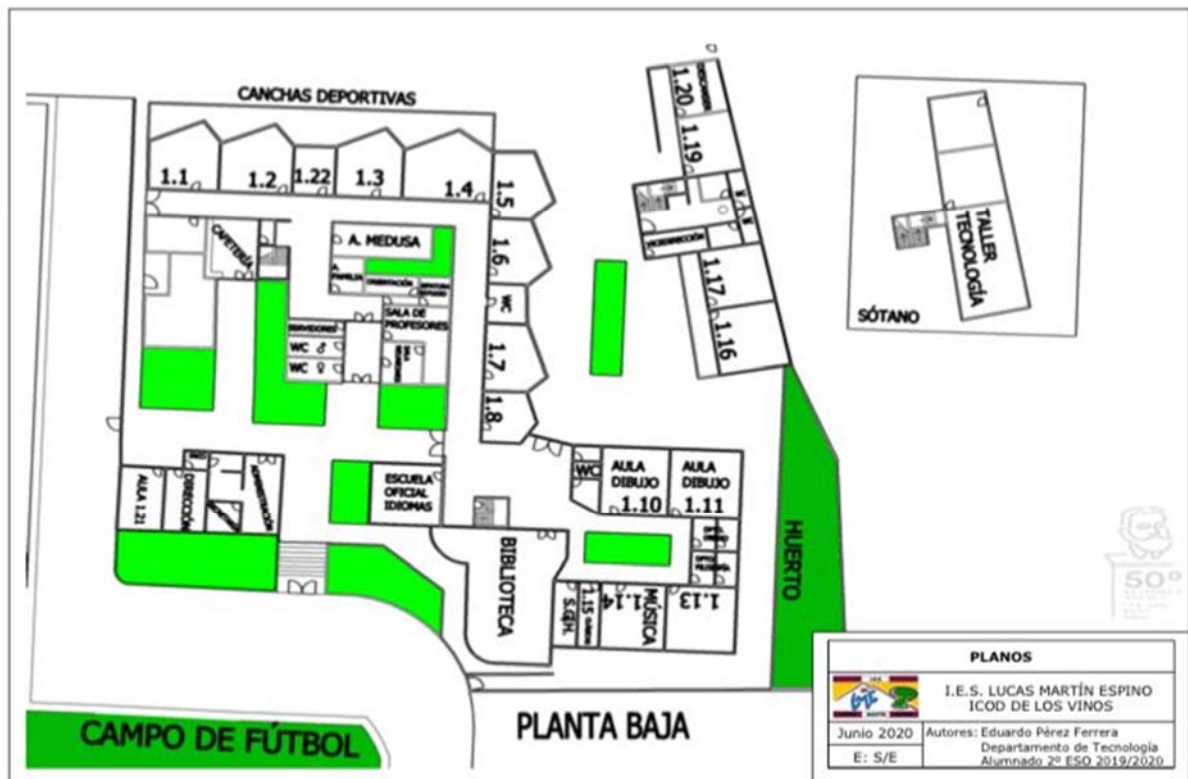 CANCHAS DEPORTIVAS
1.1
1.2
1.22
1.3
1.4
1.5
1.6
WC
1.7
1.8
1.20
1.19
VICEDIRECCIÓN
1.17
1.16
TALLER
TECNOLOGÍA
SÓTANO
CAFETERÍA
A. MEDUSA
A.
FAMILIA
ORIENTACIÓN
SALA DE
PROFESORES
SERVIDORES
WC
WC
AULA 1.21
DIRECCIÓN
ADMINISTRACIÓN
ESCUELA
OFICIAL
IDIOMAS
BIBLIOTECA
WC
AULA
DIBUJO
1.10
AULA
DIBUJO
1.11
1.15
1.14
MÚSICA
1.13
HUERTO
CAMPO DE FÚTBOL
PLANTA BAJA
50º
PLANOS
I.E.S. LUCAS MARTÍN ESPINO
ICOD DE LOS VINOS
Junio 2020
Autores: Eduardo Pérez Ferrera
Departamento de Tecnología
Alumnado 2º ESO 2019/2020
E: S/E